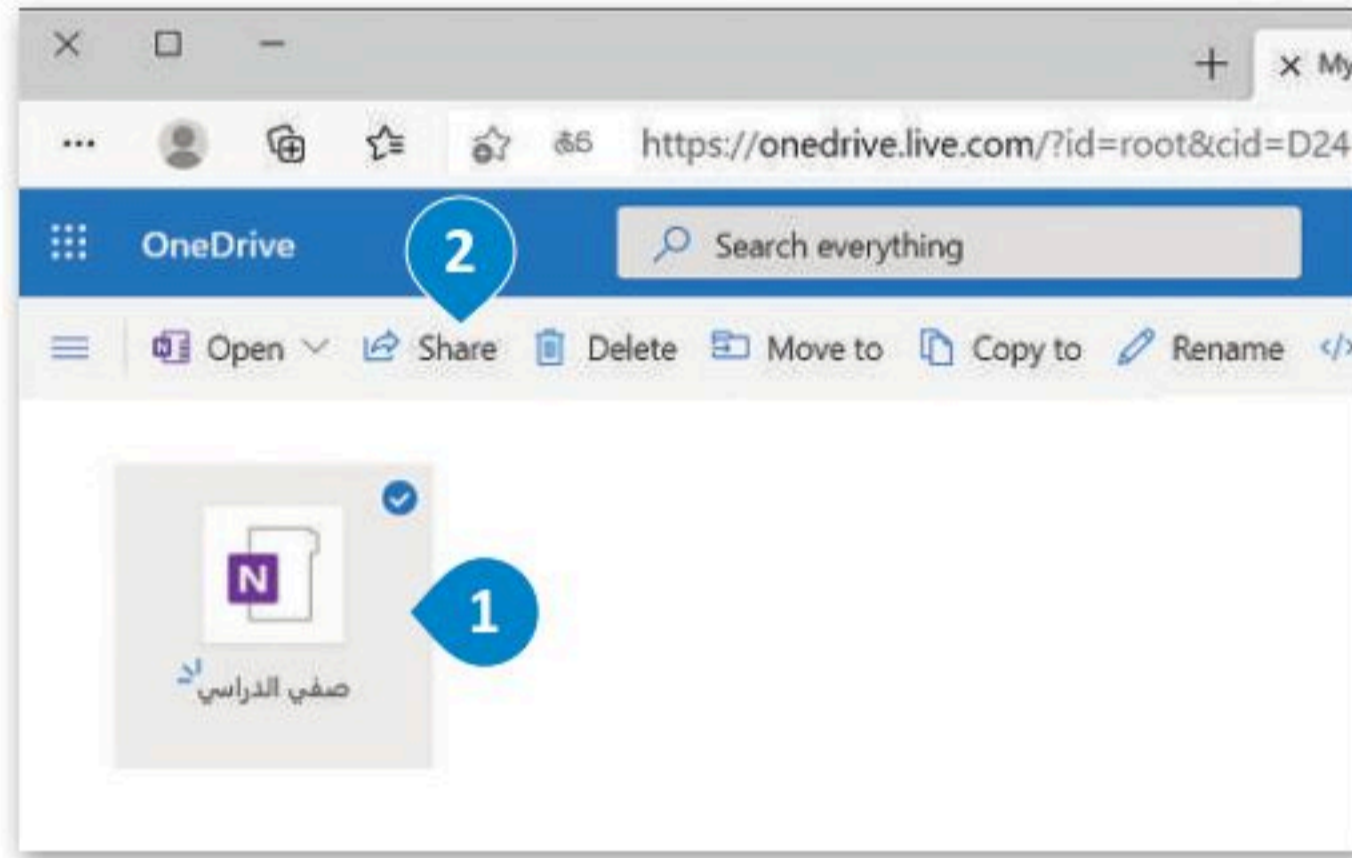 My
https://onedrive.live.com/?id=root&cid=D24
OneDrive
2
Search everything
Open
Share
Delete
Move to
Copy to
Rename
N
1
صفي الدراسي